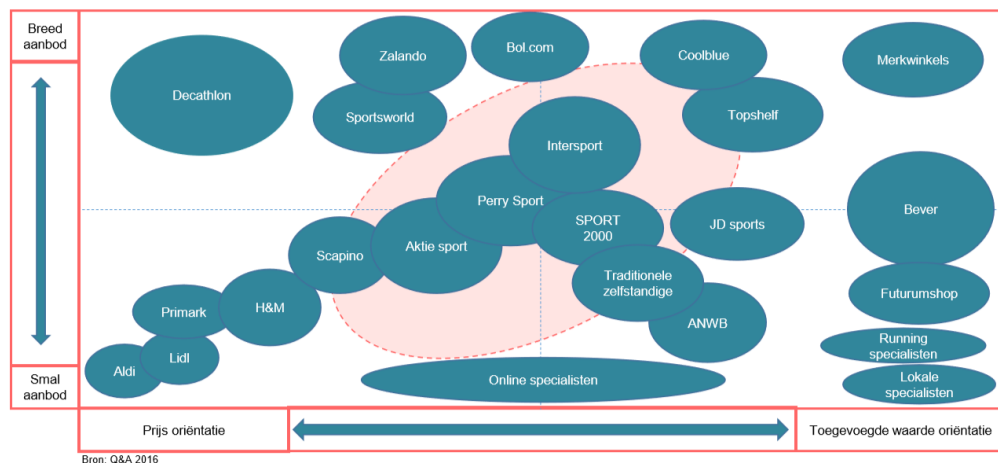 Breed
aanbod
Bol.com
Zalando
Coolblue
Merkwinkels
Decathlon
Sportsworld
Topshelf
Intersport
Perry Sport
Bever
SPORT
2000
JD sports
Aktie sport
Scapino
Traditionele
zelfstandige
Futurumshop
H&M
Primark
ANWB
Running
specialisten
Lidl
Aldi
Smal
aanbod
Online specialisten
Lokale
specialisten
Prijs oriëntatie
Toegevoegde waarde oriëntatie
Bron: Q&A 2016